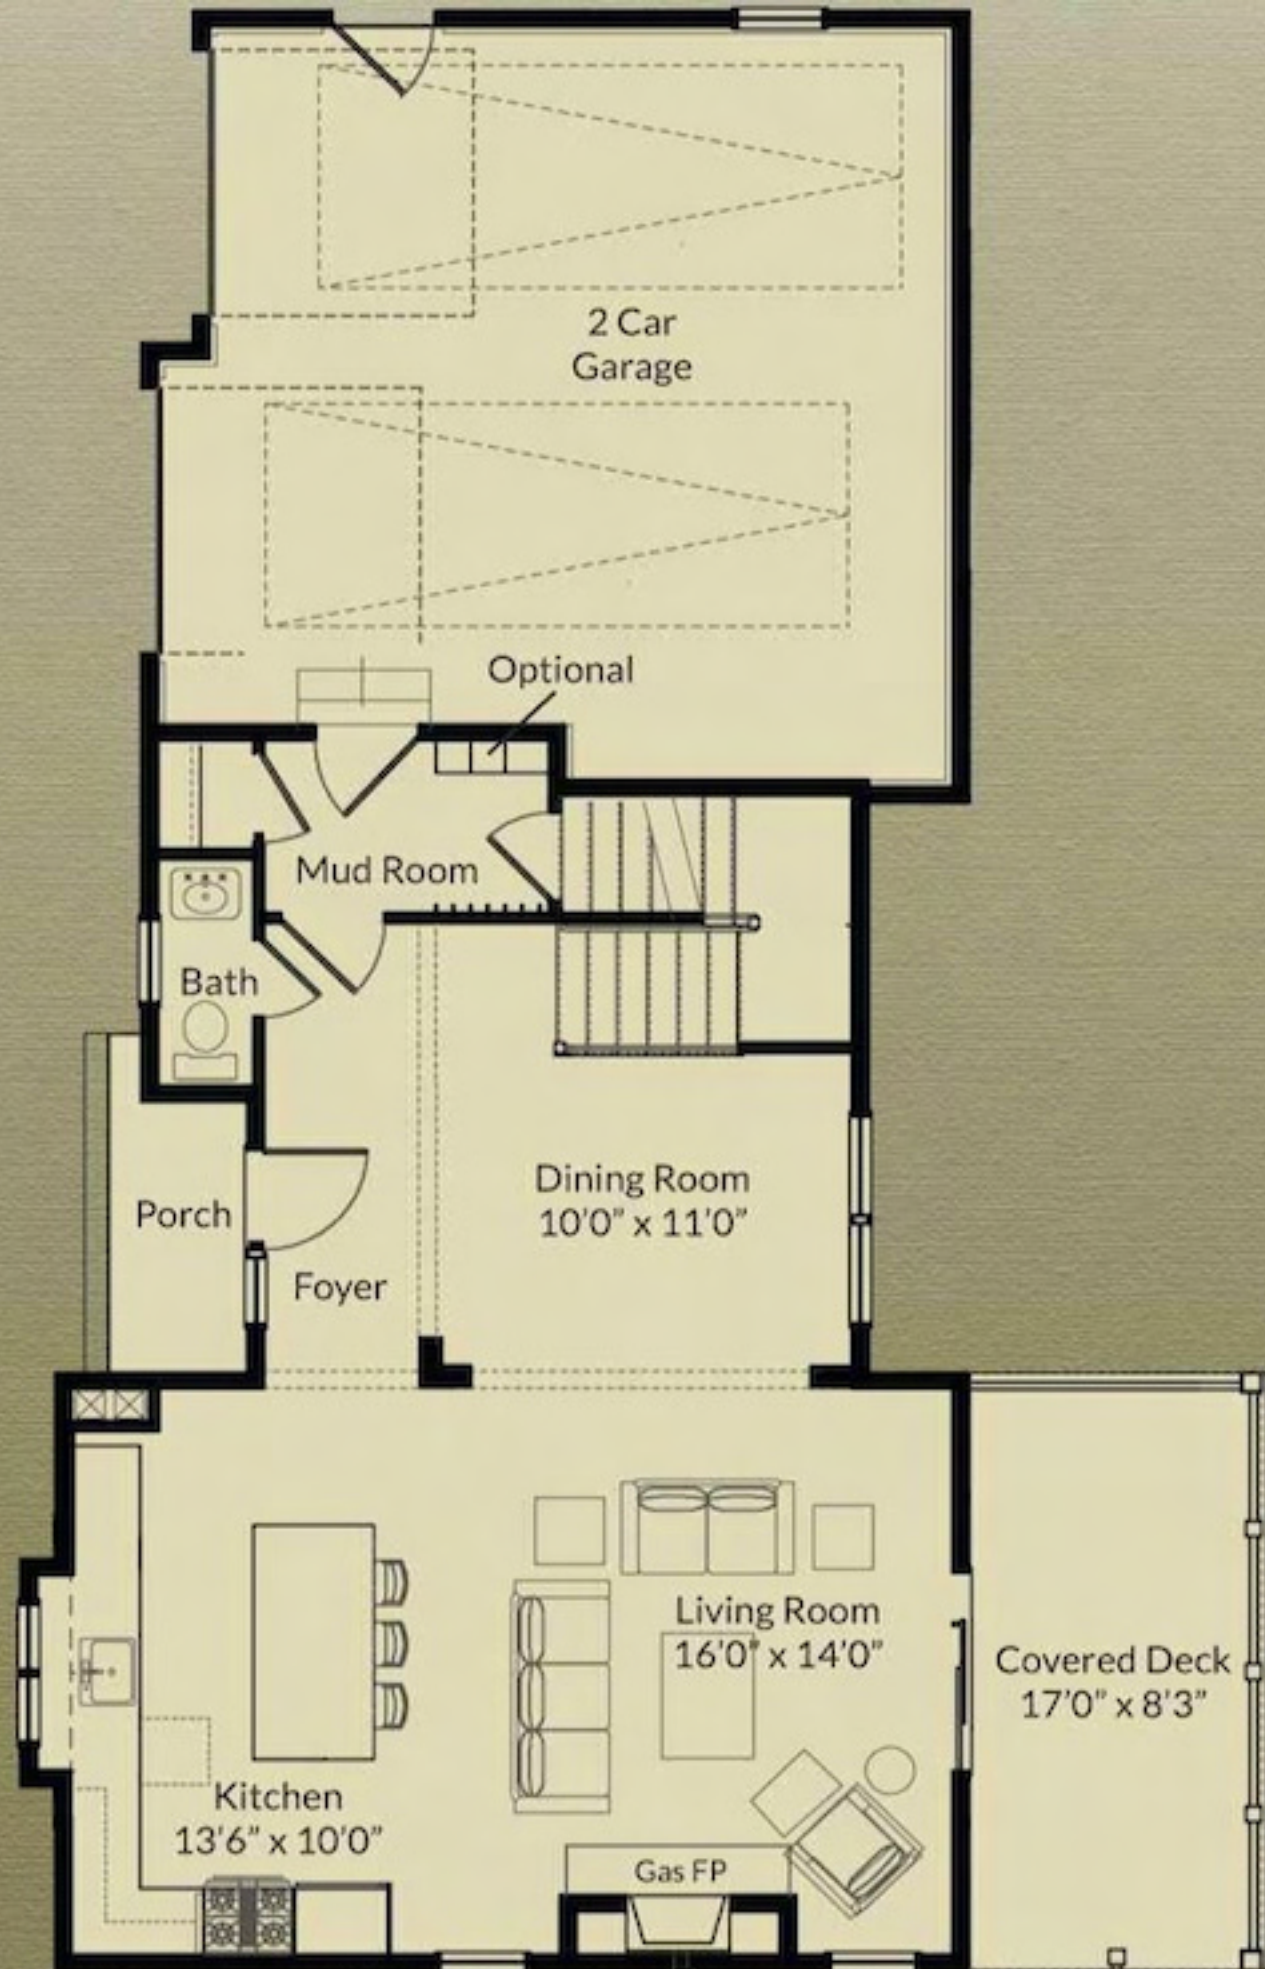 2 Car
Garage
Optional
Mud Room
Bath
Dining Room
10'0” x 11'0”
Porch
Foyer
Living Room
16'0” x 14'0”
Covered Deck
17'0” x 8'3”
Kitchen
13'6” x 10'0”
Gas FP